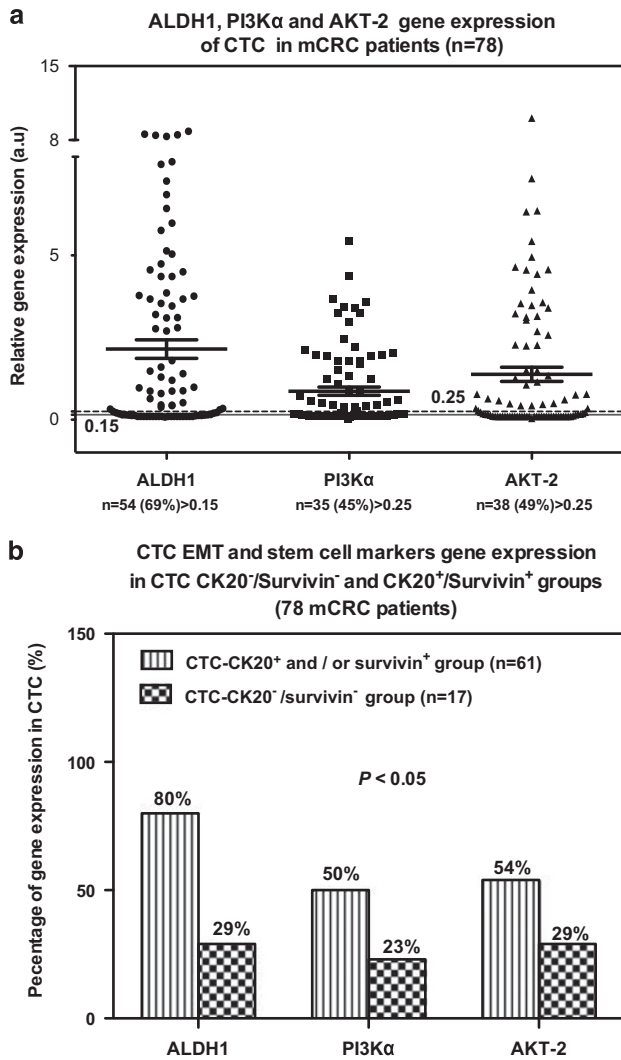 a
ALDH1, PI3Kα and AKT-2 gene expression
of CTC in mCRC patients (n=78)
Relative gene expression (a.u)
15
8
5
0
0.15
0.25
ALDH1
PI3Kα
AKT-2
n=54 (69%)>0.15
n=35 (45%)>0.25
n=38 (49%)>0.25
b
CTC EMT and stem cell markers gene expression
in CTC CK20⁻/Survivin⁻ and CK20⁺/Survivin⁺ groups
(78 mCRC patients)
Pecentage of gene expression in CTC (%)
150
100
50
0
CTC-CK20⁺ and / or survivin⁺ group (n=61)
CTC-CK20⁻/survivin⁻ group (n=17)
P < 0.05
80%
29%
50%
23%
54%
29%
ALDH1
PI3Kα
AKT-2